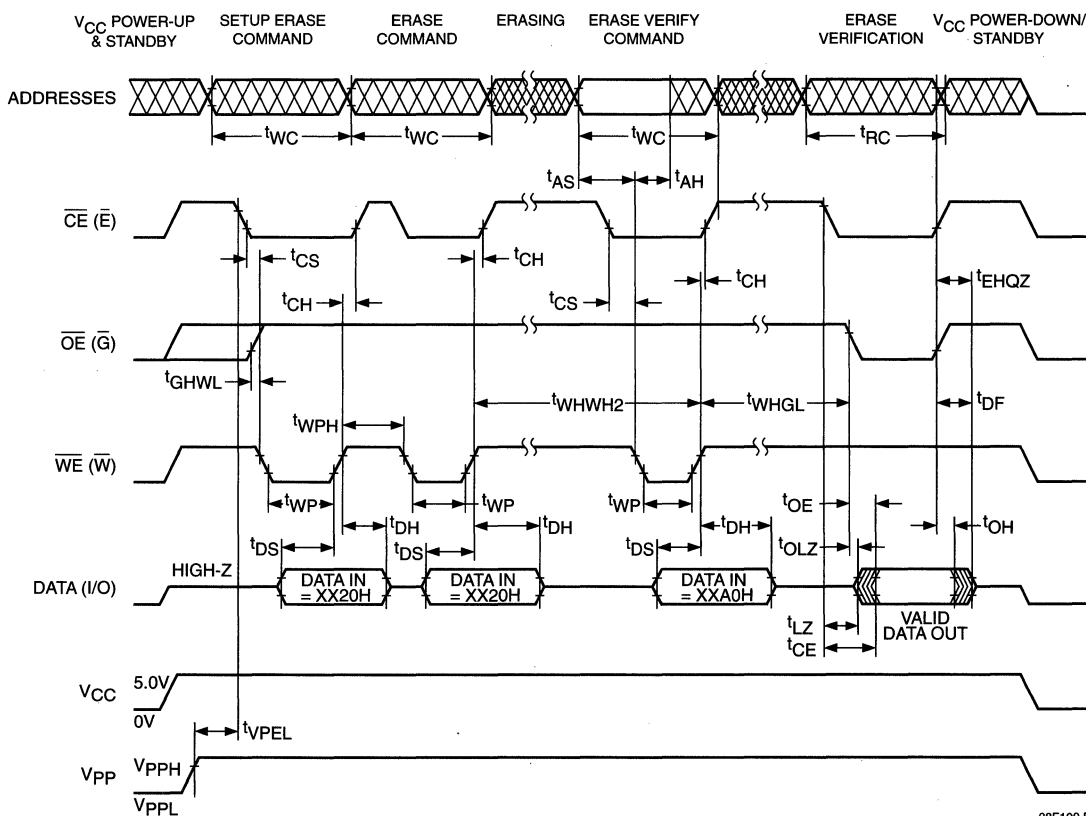 VCC POWER-UP & STANDBY
SETUP ERASE COMMAND
ERASE COMMAND
ERASING
ERASE VERIFY COMMAND
ERASE VERIFICATION
VCC POWER-DOWN/ STANDBY
ADDRESSES
tWC
tWC
tWC
tRC
tAS
tAH
CE (E)
tCS
tCH
tCH
tCS
tCH
tEHQZ
OE (G)
tGHWL
tWHWH2
tWHGL
tDF
tWPH
WE (W)
tWP
tWP
tWP
tOE
tDH
tDH
tDH
tOH
tDS
tDS
tDS
tOLZ
HIGH-Z
DATA (I/O)
DATA IN = XX20H
DATA IN = XX20H
DATA IN = XXA0H
VALID DATA OUT
tLZ
tCE
VCC
5.0V
0V
tVPEL
VPP
VPPH
VPPL